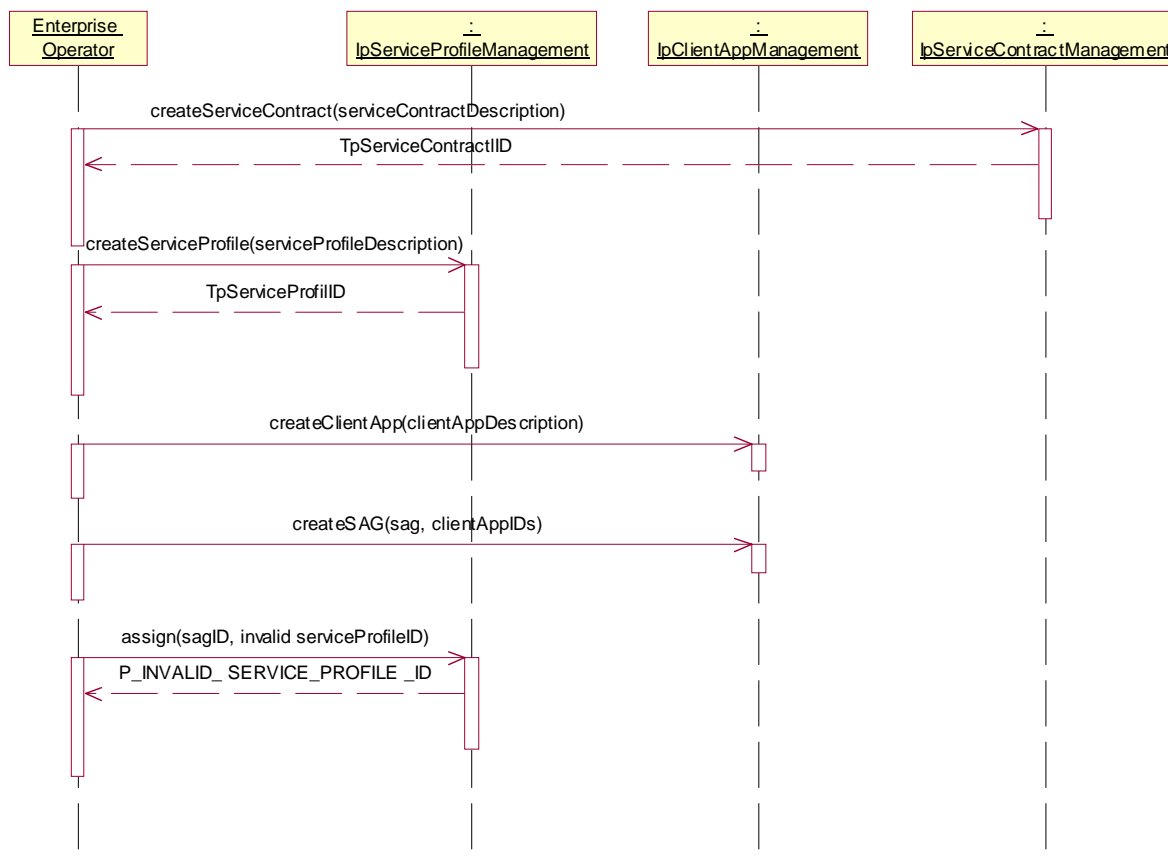 Enterprise
Operator
:
IpServiceProfileManagement
:
IpClientAppManagement
:
IpServiceContractManagement
createServiceContract(serviceContractDescription)
TpServiceContractIID
createServiceProfile(serviceProfileDescription)
TpServiceProfilIID
createClientApp(clientAppDescription)
createSAG(sag, clientAppIDs)
assign(sagID, invalid serviceProfileID)
P_INVALID_ SERVICE_PROFILE _ID